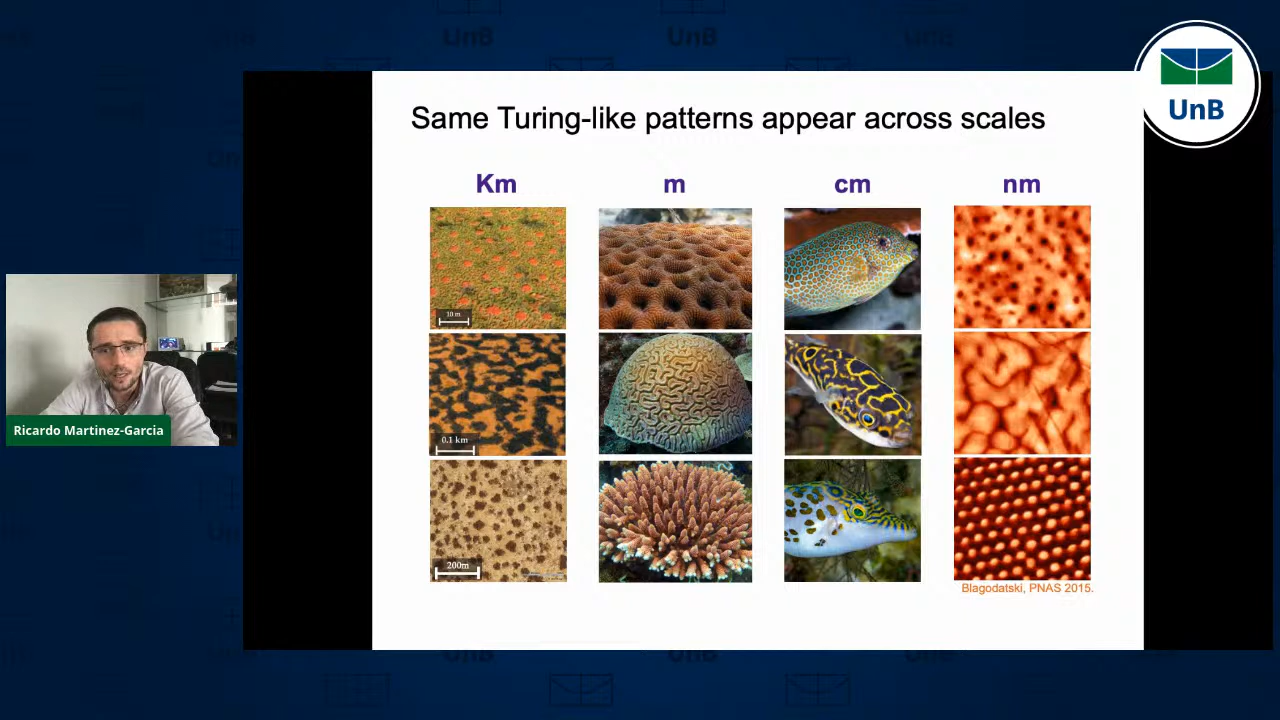 UnB
Same Turing-like patterns appear across scales
Km
m
cm
nm
10 m
0.1 km
200m
Ricardo Martinez-Garcia
Blagodatski, PNAS 2015.